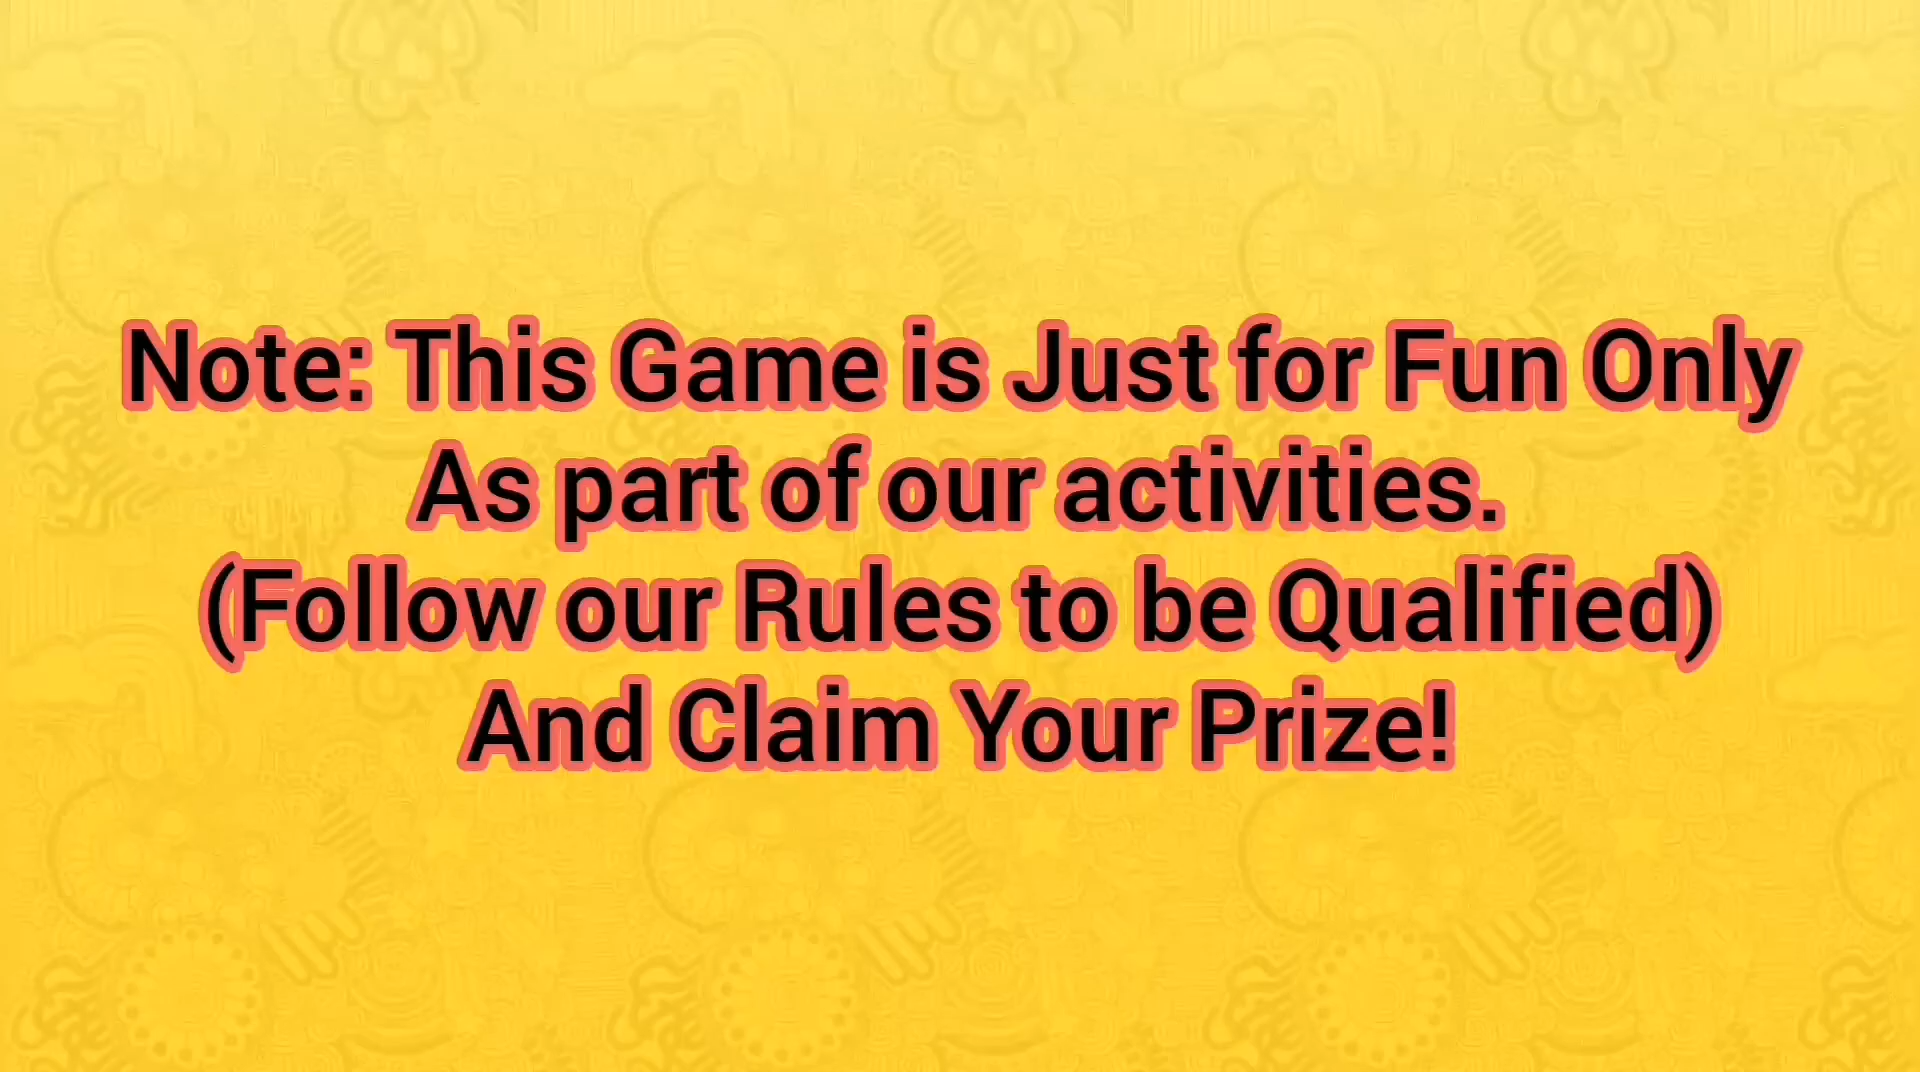 Note: This Game is Just for Fun Only
As part of our activities.
(Follow our Rules to be Qualified)
And Claim Your Prize!